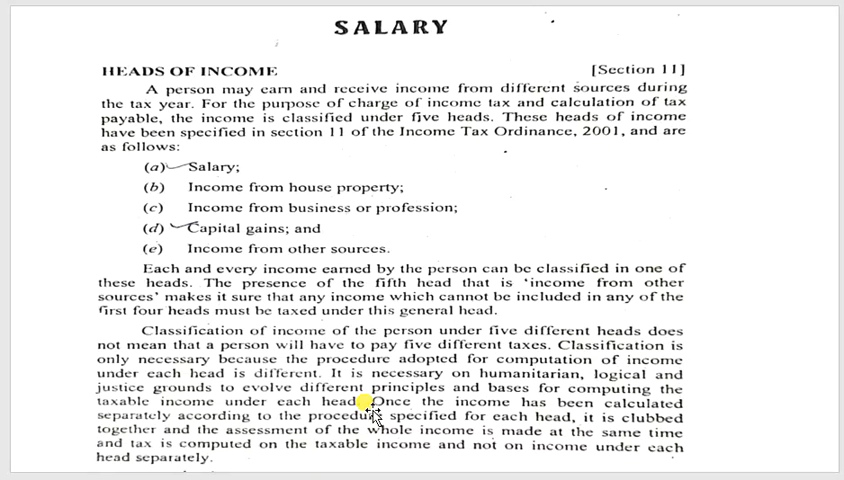 SALARY
HEADS OF INCOME [Section 11]
A person may earn and receive income from different sources during
the tax year. For the purpose of charge of income tax and calculation of tax
payable, the income is classified under five heads. These heads of income
have been specified in section 11 of the Income Tax Ordinance, 2001, and are
as follows:
(a) Salary;
(b) Income from house property;
(c) Income from business or profession;
(d) Capital gains; and
(e) Income from other sources.
Each and every income earned by the person can be classified in one of
these heads. The presence of the fifth head that is 'income from other
sources' makes it sure that any income which cannot be included in any of the
first four heads must be taxed under this general head.
Classification of income of the person under five different heads does
not mean that a person will have to pay five different taxes. Classification is
only necessary because the procedure adopted for computation of income
under each head is different. It is necessary on humanitarian, logical and
justice grounds to evolve different principles and bases for computing the
taxable income under each head. Once the income has been calculated
separately according to the procedure specified for each head, it is clubbed
together and the assessment of the whole income is made at the same time
and tax is computed on the taxable income and not on income under each
head separately.